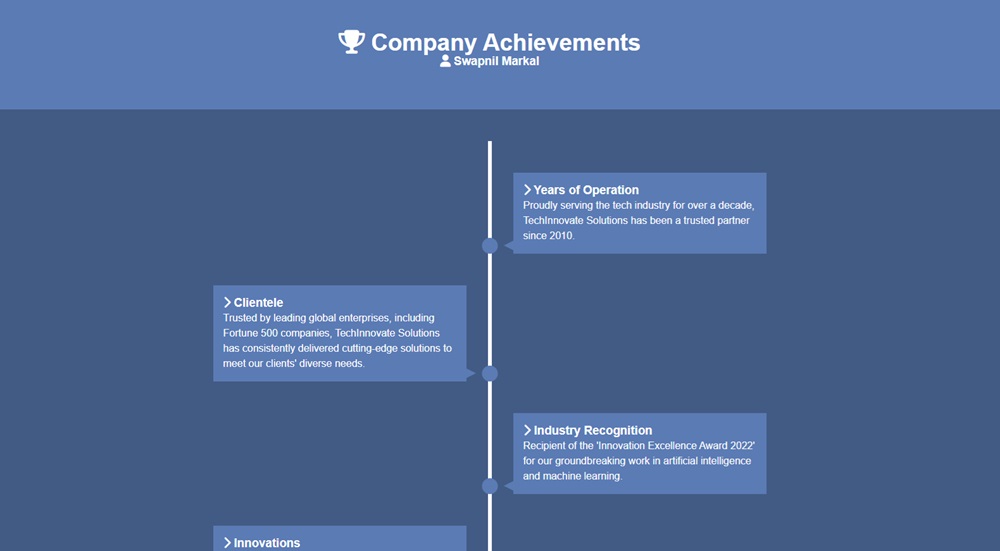 Company Achievements
Swapnil Markal
Years of Operation
Proudly serving the tech industry for over a decade,
TechInnovate Solutions has been a trusted partner
since 2010.
Clientele
Trusted by leading global enterprises, including
Fortune 500 companies, TechInnovate Solutions
has consistently delivered cutting-edge solutions to
meet our clients' diverse needs.
Industry Recognition
Recipient of the 'Innovation Excellence Award 2022'
for our groundbreaking work in artificial intelligence
and machine learning.
Innovations